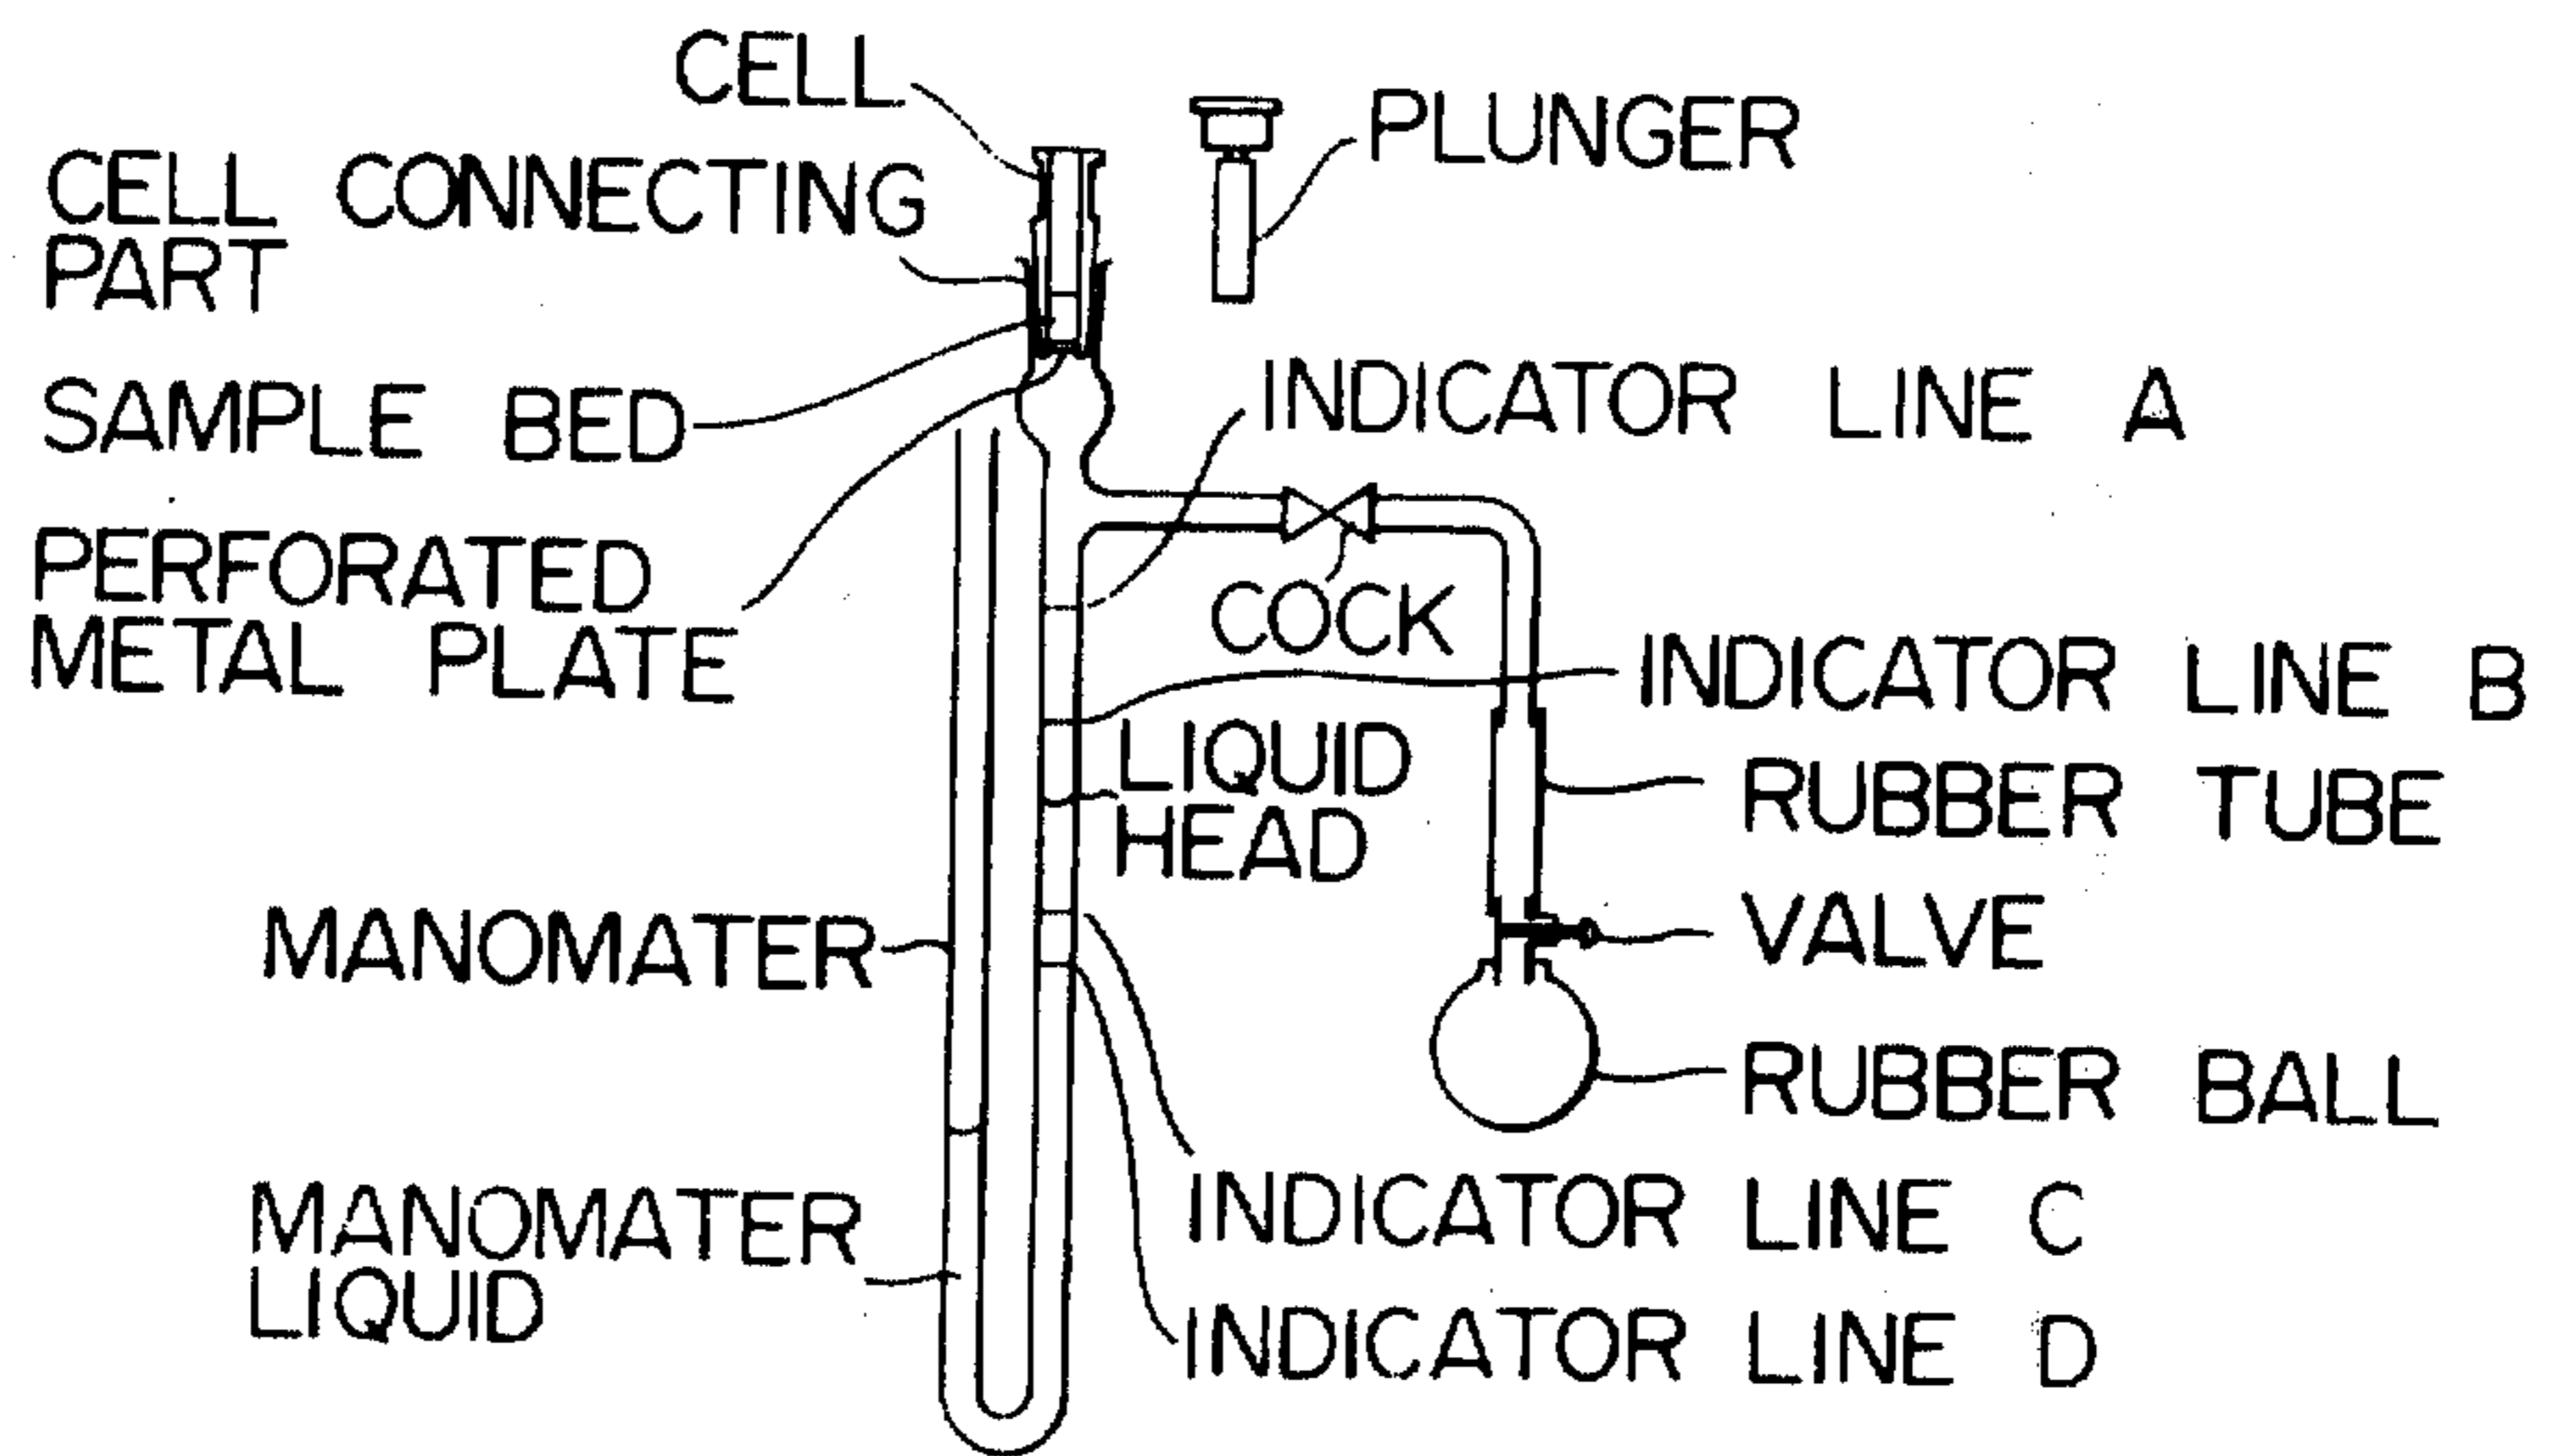 CELL
PLUNGER
CELL CONNECTING
PART
SAMPLE BED
INDICATOR LINE A
PERFORATED
METAL PLATE
COCK
INDICATOR LINE B
LIQUID
HEAD
RUBBER TUBE
MANOMATER
VALVE
RUBBER BALL
MANOMATER
LIQUID
INDICATOR LINE C
INDICATOR LINE D